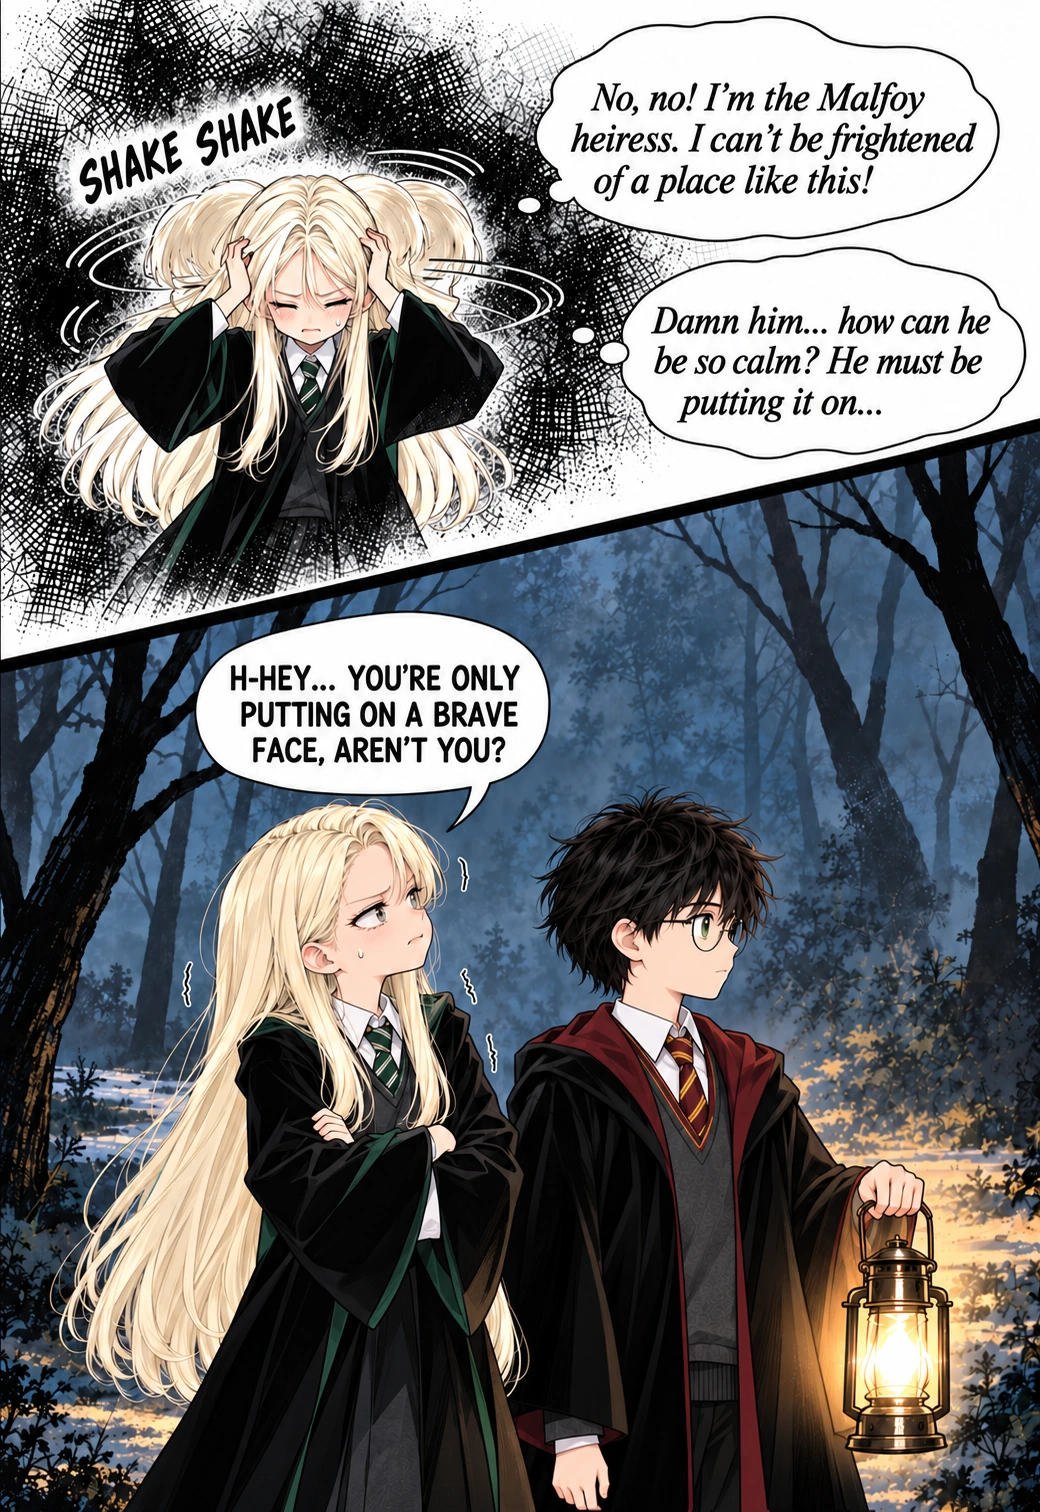 SHAKE SHAKE
No, no! I'm the Malfoy
heiress. I can't be frightened
of a place like this!
Damn him... how can he
be so calm? He must be
putting it on...
H-HEY... YOU'RE ONLY
PUTTING ON A BRAVE
FACE, AREN'T YOU?